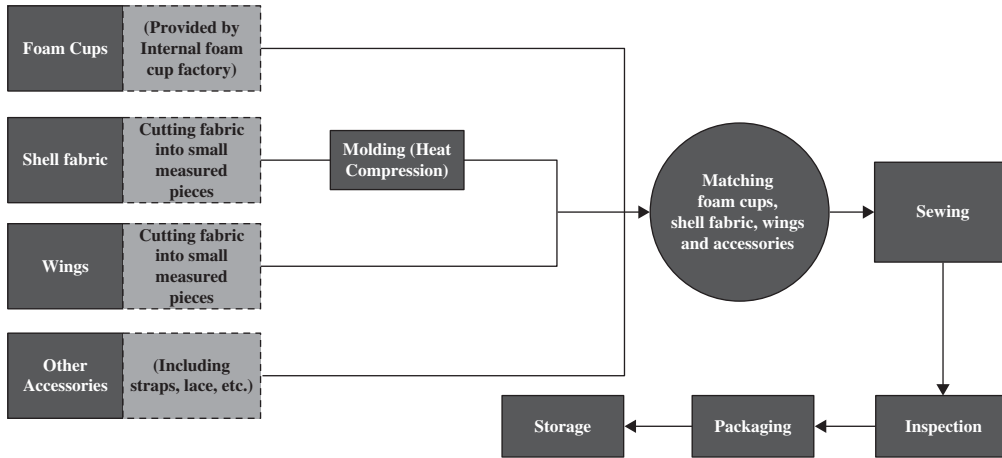 Foam Cups
(Provided by
Internal foam
cup factory)
Shell fabric
Cutting fabric
into small
measured
pieces
Molding (Heat
Compression)
Wings
Cutting fabric
into small
measured
pieces
Other
Accessories
(Including
straps, lace, etc.)
Matching
foam cups,
shell fabric, wings
and accessories
Sewing
Inspection
Packaging
Storage